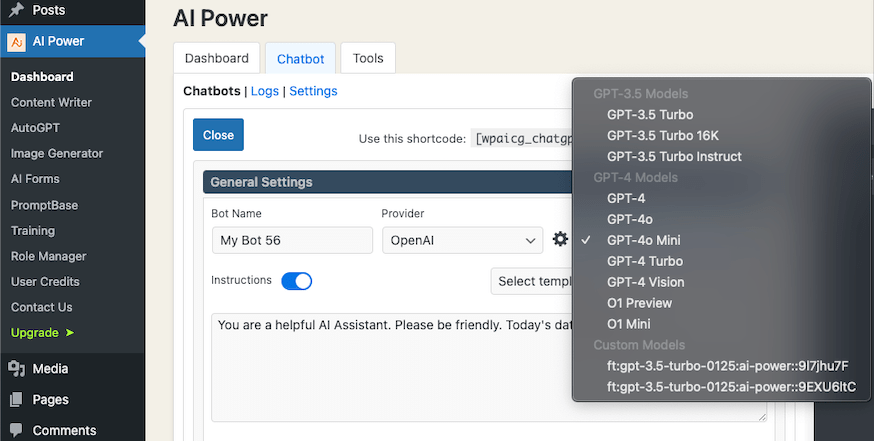 Posts
AI Power
Dashboard
Content Writer
AutoGPT
Image Generator
AI Forms
PromptBase
Training
Role Manager
User Credits
Contact Us
Upgrade ➤
Media
Pages
Comments
AI Power
Dashboard
Chatbot
Tools
Chatbots | Logs | Settings
Close
Use this shortcode: [wpaicg_chatgp
General Settings
Bot Name
Provider
My Bot 56
OpenAI
Instructions
Select templ
You are a helpful AI Assistant. Please be friendly. Today's dat
GPT-3.5 Models
GPT-3.5 Turbo
GPT-3.5 Turbo 16K
GPT-3.5 Turbo Instruct
GPT-4 Models
GPT-4
GPT-4o
✓ GPT-4o Mini
GPT-4 Turbo
GPT-4 Vision
O1 Preview
O1 Mini
Custom Models
ft:gpt-3.5-turbo-0125:ai-power::9I7jhu7F
ft:gpt-3.5-turbo-0125:ai-power::9EXU6ltC